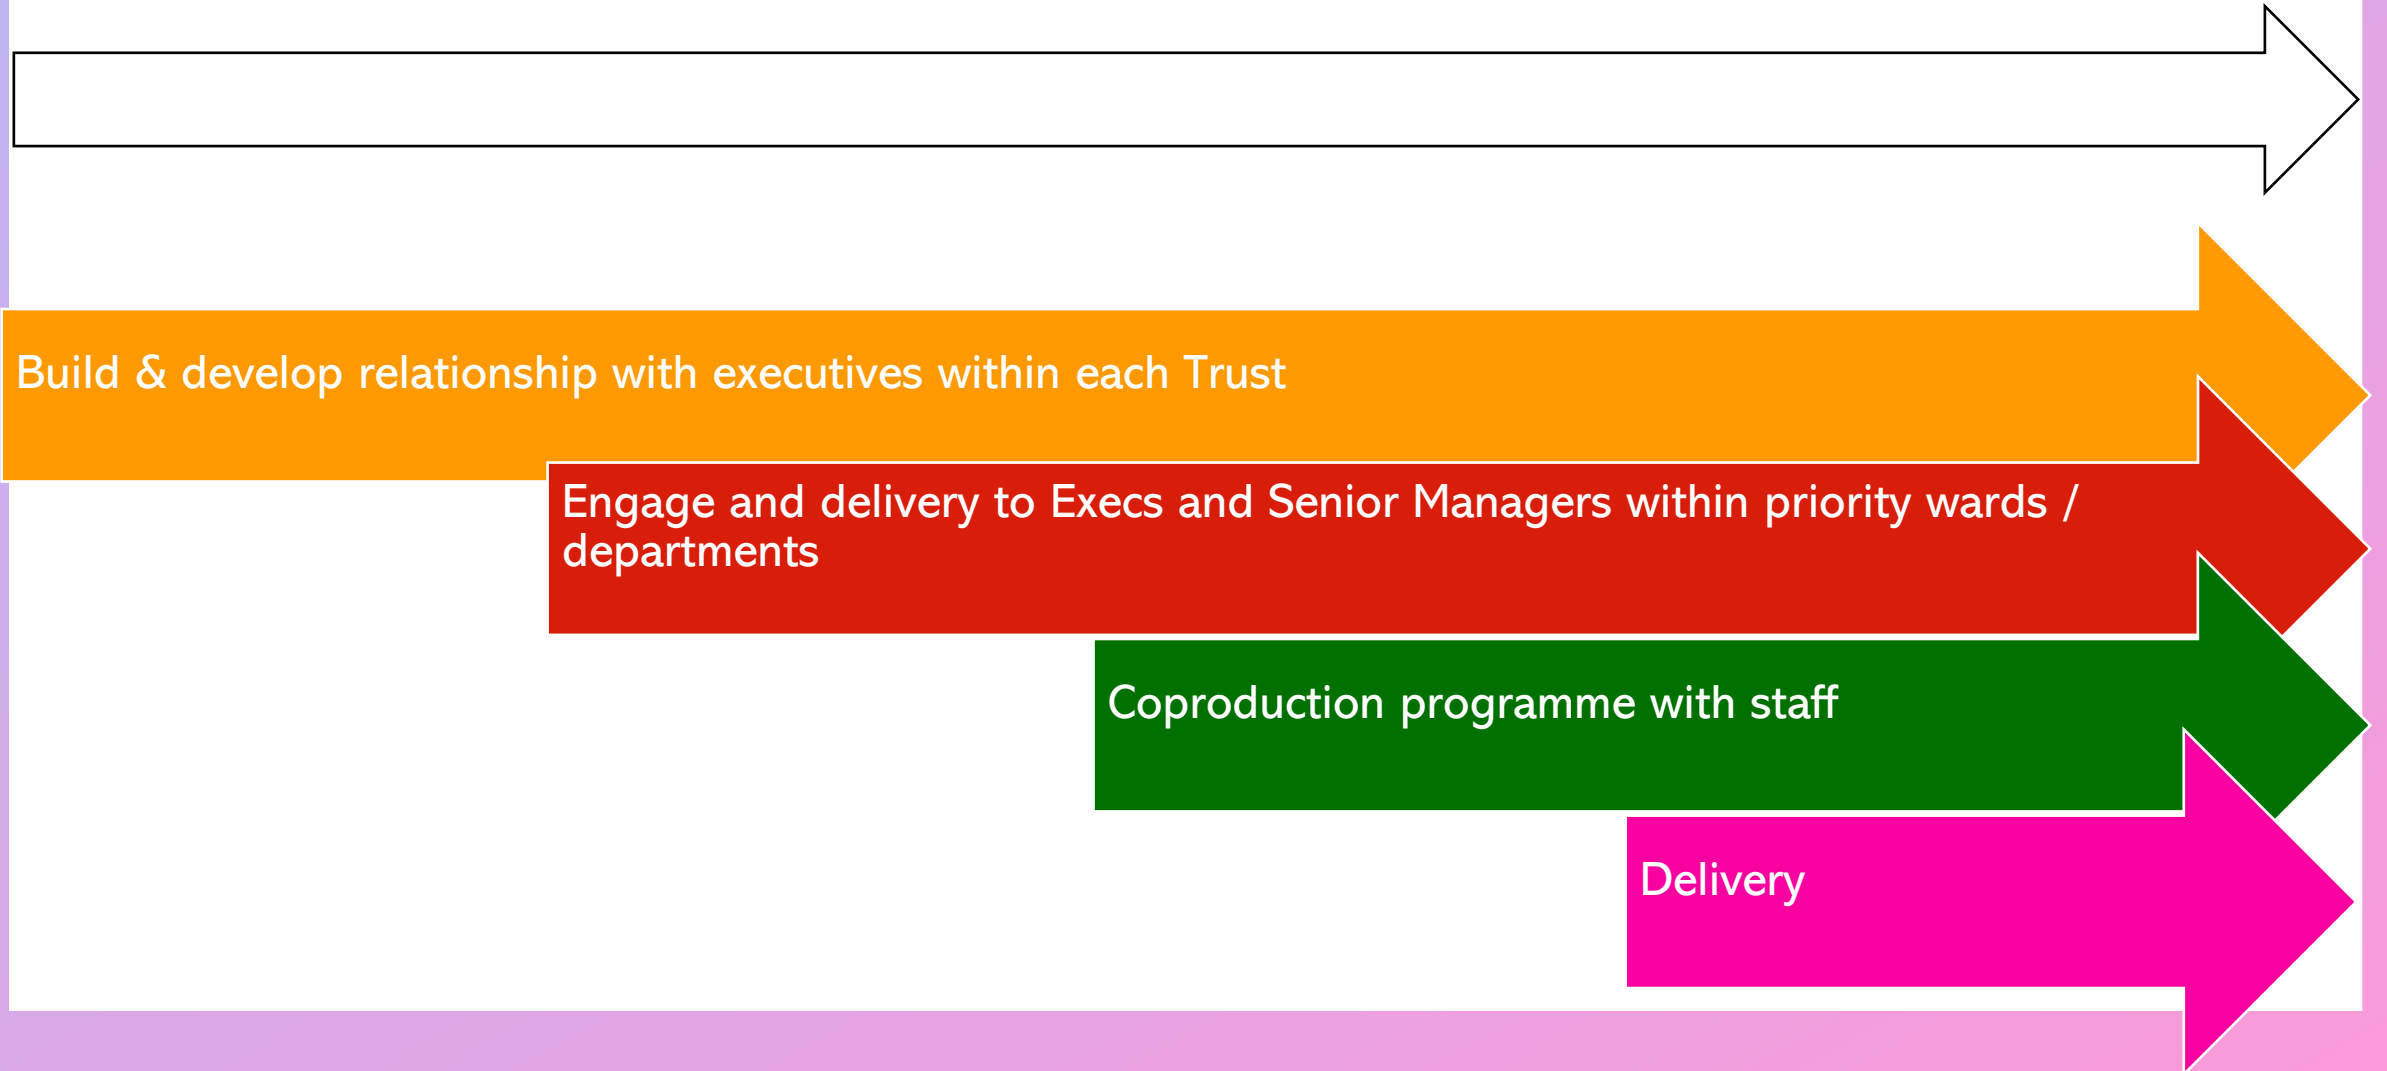 Build & develop relationship with executives within each Trust
Engage and delivery to Execs and Senior Managers within priority wards /
departments
Coproduction programme with staff
Delivery